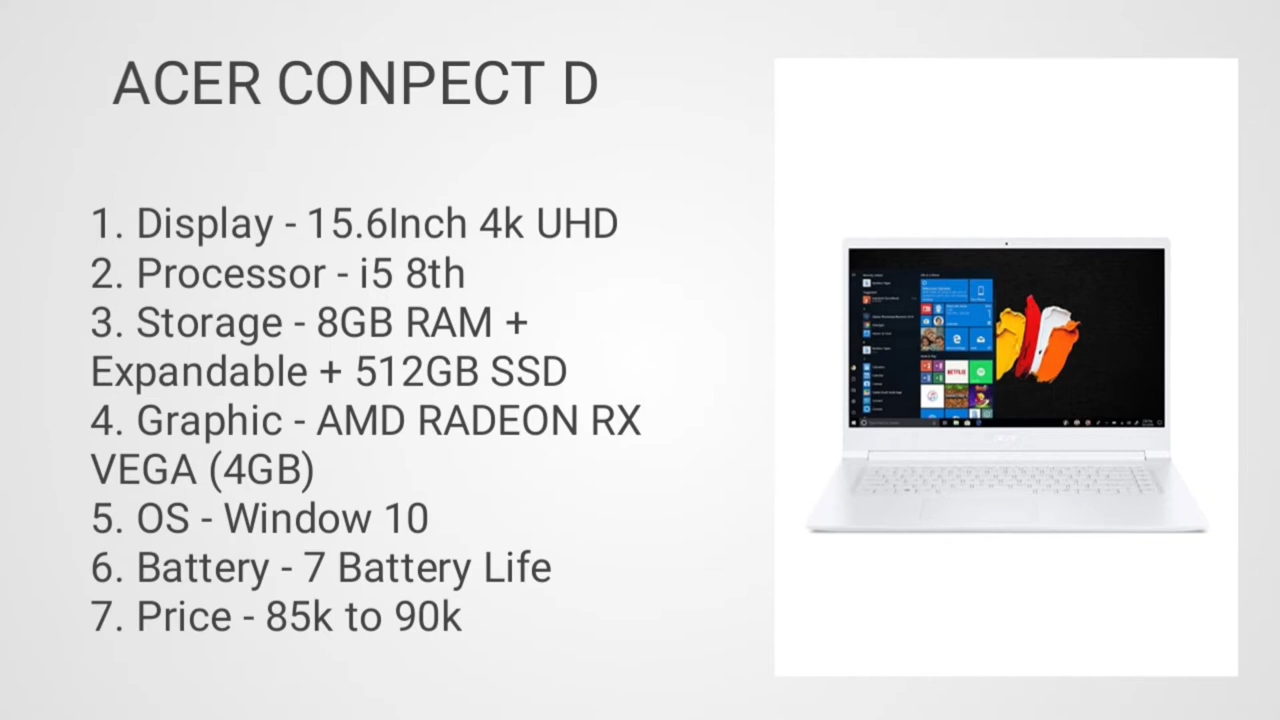 ACER CONPECT D
1. Display - 15.6Inch 4k UHD
2. Processor - i5 8th
3. Storage - 8GB RAM +
Expandable + 512GB SSD
4. Graphic - AMD RADEON RX
VEGA (4GB)
5. OS - Window 10
6. Battery - 7 Battery Life
7. Price - 85k to 90k
NETFLIX